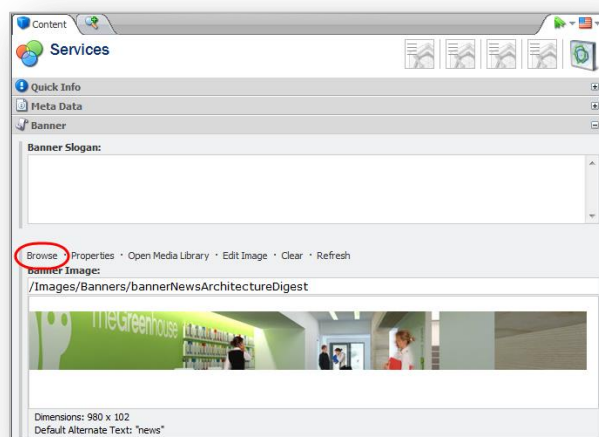 Content
Services
Quick Info
Meta Data
Banner
Banner Slogan:
Browse · Properties · Open Media Library · Edit Image · Clear · Refresh
Banner Image:
/Images/Banners/bannerNewsArchitectureDigest
TheGreenhouse
Dimensions: 980 x 102
Default Alternate Text: "news"